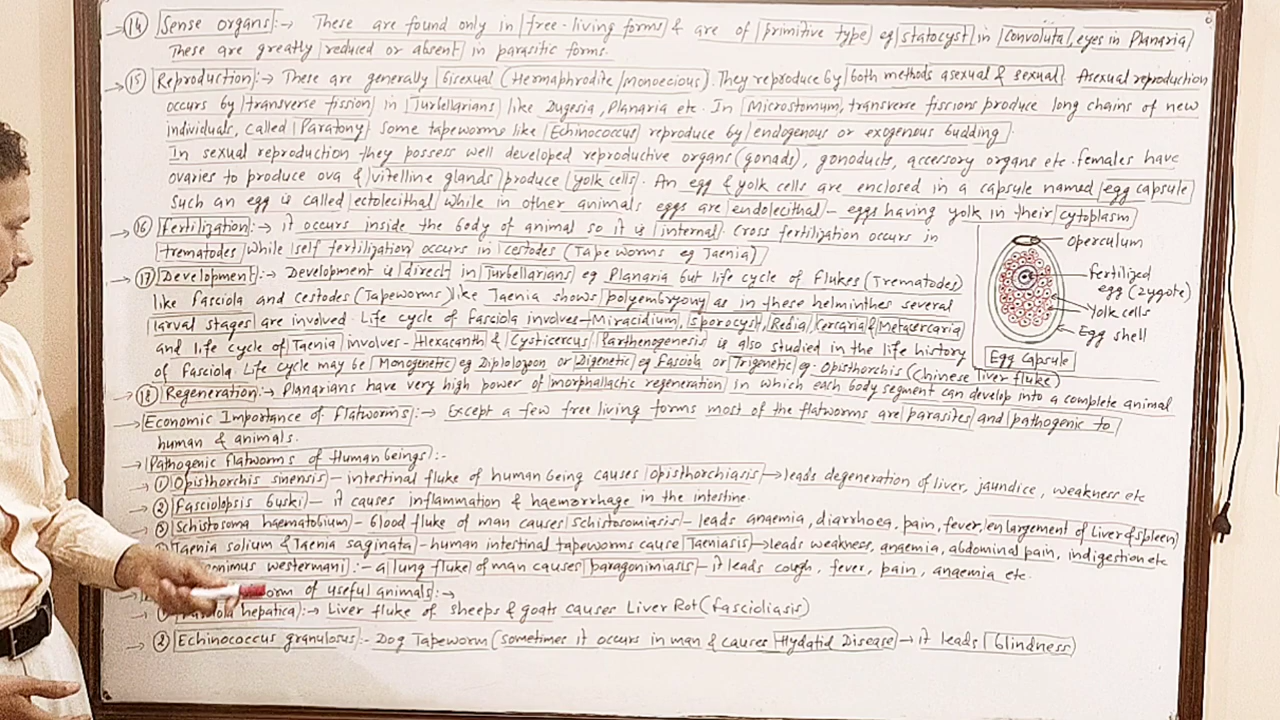 (14) Sense organs:→ These are found only in free-living forms & are of primitive type eg statocyst in Convoluta, eyes in Planaria
These are greatly reduced or absent in parasitic forms.
(15) Reproduction:→ These are generally bisexual (Hermaphrodite/monoecious). They reproduce by both methods asexual & sexual. Asexual reproduction
occurs by transverse fission in Turbellarians like Dugesia, Planaria etc. In Microstomum, transverse fissions produce long chains of new
individuals, called Paratony. Some tapeworms like Echinococcus reproduce by endogenous or exogenous budding.
In sexual reproduction they possess well developed reproductive organs (gonads), gonoducts, accessory organs etc. females have
ovaries to produce ova & vitelline glands produce yolk cells. An egg & yolk cells are enclosed in a capsule named egg capsule
Such an egg is called ectolecithal while in other animals eggs are endolecithal - eggs having yolk in their cytoplasm
(16) Fertilization:→ it occurs inside the body of animal so it is internal. Cross fertilization occurs in
trematodes while self fertilization occurs in cestodes (Tape worms eg Taenia)
(17) Development:→ Development is direct in Turbellarians eg Planaria but life cycle of Flukes (Trematodes)
like fasciola and cestodes (Tapeworms) like Taenia shows polyembryony as in these helminthes several
larval stages are involved. Life cycle of fasciola involves - Miracidium, Sporocyst, Redia, Cercaria & Metacercaria
and life cycle of Taenia involves - Hexacanth & Cysticercus. Parthenogenesis is also studied in the life history
of Fasciola. Life cycle may be Monogenetic eg Diplolzoon or Digenetic eg Fasciola or Trigenetic eg. Opisthorchis (Chinese liver fluke)
operculum
fertilized
egg (zygote)
Yolk cells
Egg shell
Egg Capsule
(18) Regeneration:→ Planarians have very high power of morphallactic regeneration in which each body segment can develop into a complete animal
Economic Importance of Flatworms:→ Except a few free living forms most of the flatworms are parasites and pathogenic to
human & animals.
→ Pathogenic flatworms of Human beings:-
(1) Opisthorchis sinensis - intestinal fluke of human being causes Opisthorchiasis → leads degeneration of liver, jaundice, weakness etc
(2) Fasciolopsis buski - it causes inflammation & haemorrhage in the intestine.
(3) Schistosoma haematobium - blood fluke of man causes Schistosomiasis - leads anaemia, diarrhoea, pain, fever, enlargement of Liver & Spleen
Taenia solium & Taenia saginata - human intestinal tapeworms cause Taeniasis → leads weakness, anaemia, abdominal pain, indigestion etc
onimus westermani:- a lung fluke of man causes paragonimiasis - it leads cough, fever, pain, anaemia etc.
orm of useful animals:→
hepatica:→ Liver fluke of sheeps & goats causes Liver Rot (fascioliasis)
(2) Echinococcus granulosus:- Dog Tapeworm (sometimes it occurs in man & causes Hydatid Disease → it leads blindness)